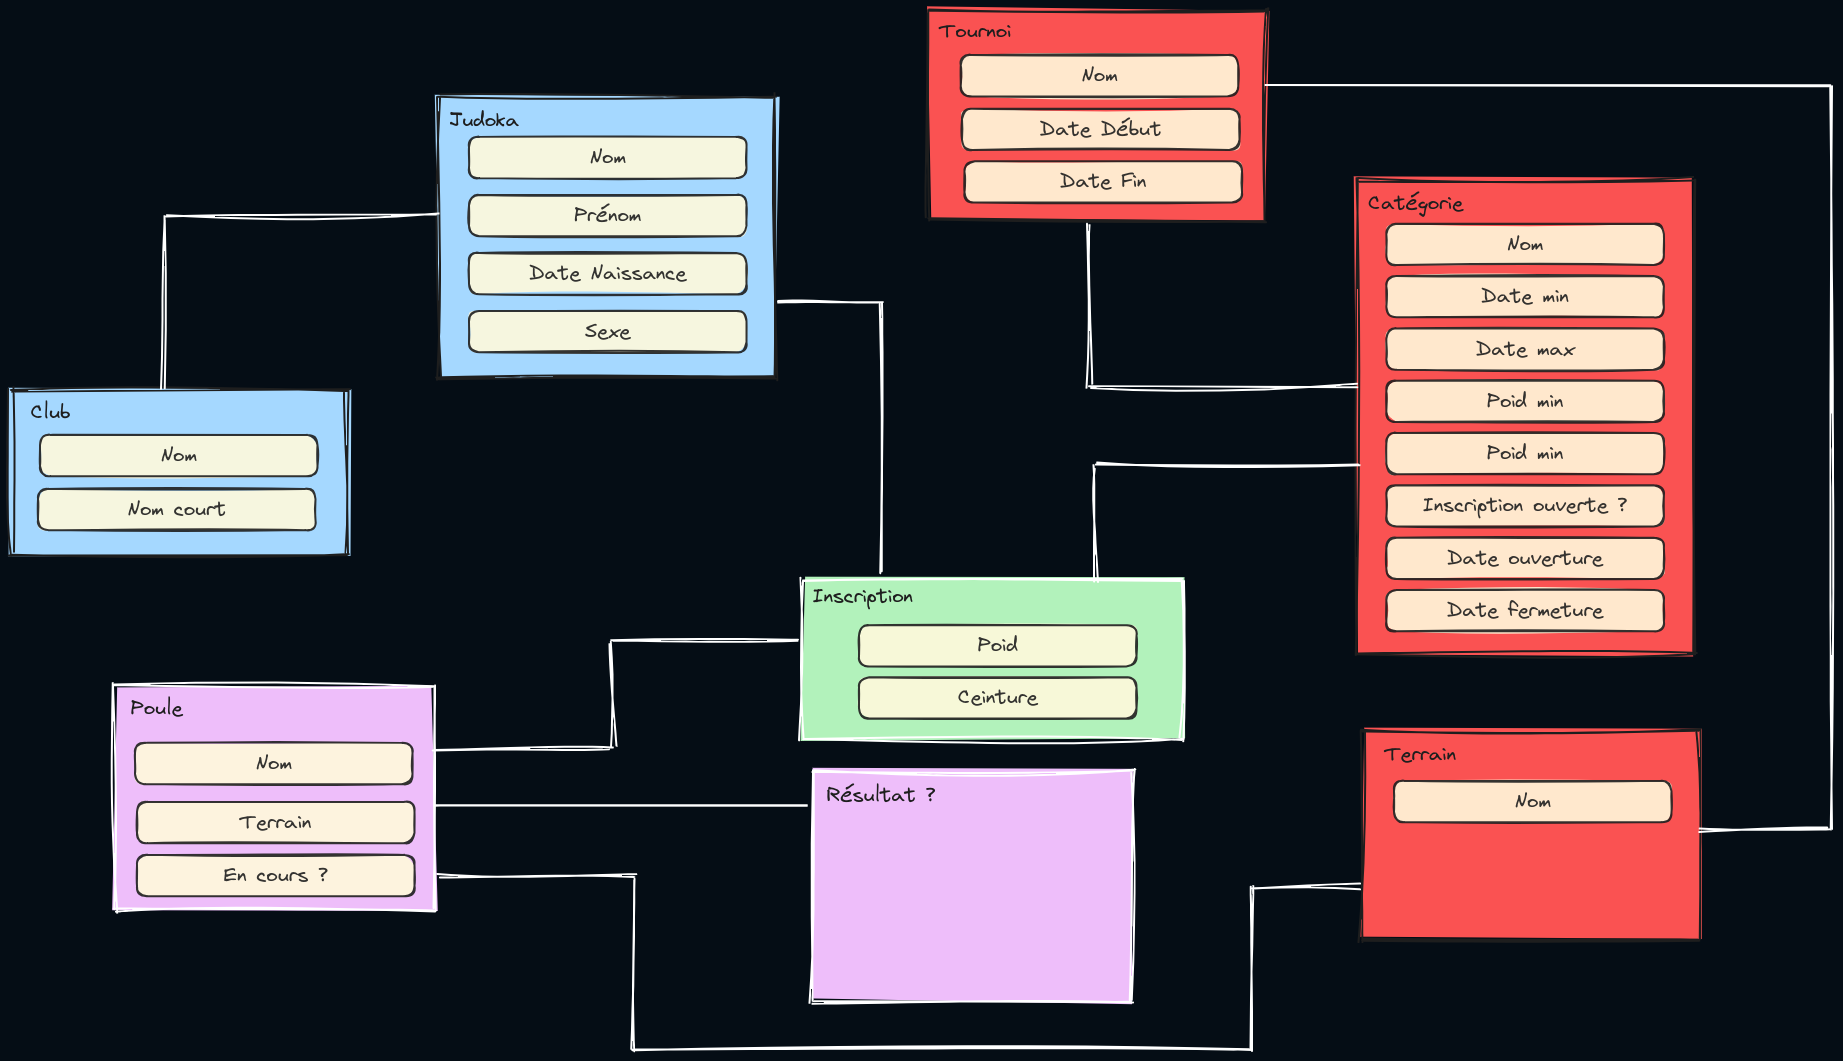 Tournoi
Nom
Date Début
Date Fin
Judoka
Nom
Prénom
Date Naissance
Sexe
Catégorie
Nom
Date min
Date max
Poid min
Poid min
Inscription ouverte ?
Date ouverture
Date fermeture
Club
Nom
Nom court
Inscription
Poid
Ceinture
Poule
Nom
Terrain
En cours ?
Résultat ?
Terrain
Nom